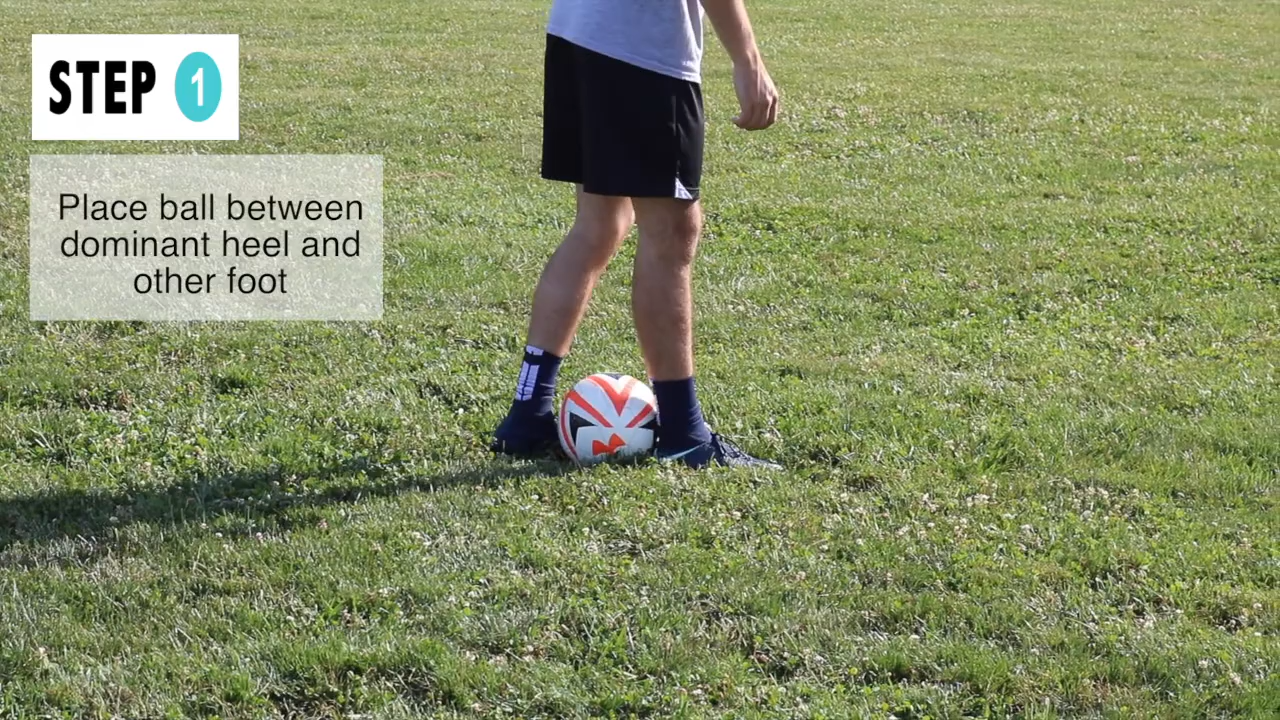 STEP 1
Place ball between
dominant heel and
other foot